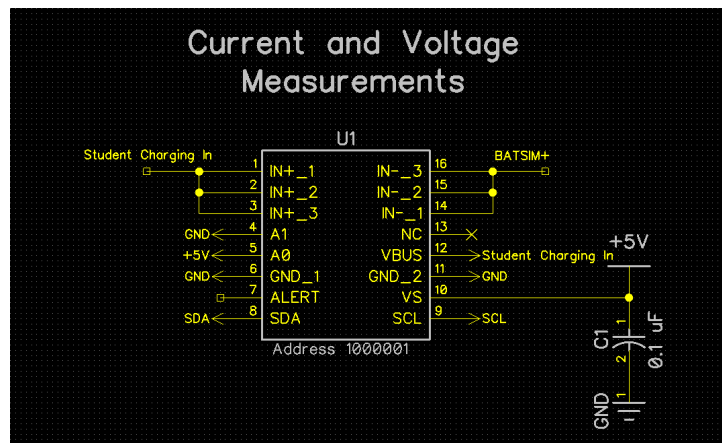 Current and Voltage
Measurements
U1
Student Charging In
BATSIM+
1 IN+_1 IN-_3 16
2 IN+_2 IN-_2 15
3 IN+_3 IN-_1 14
GND 4 A1 NC 13
+5V 5 A0 VBUS 12 Student Charging In
GND 6 GND_1 GND_2 11 GND
7 ALERT VS 10
SDA 8 SDA SCL 9 SCL
Address 1000001
+5V
1
C1
0.1 uF
2
1
GND